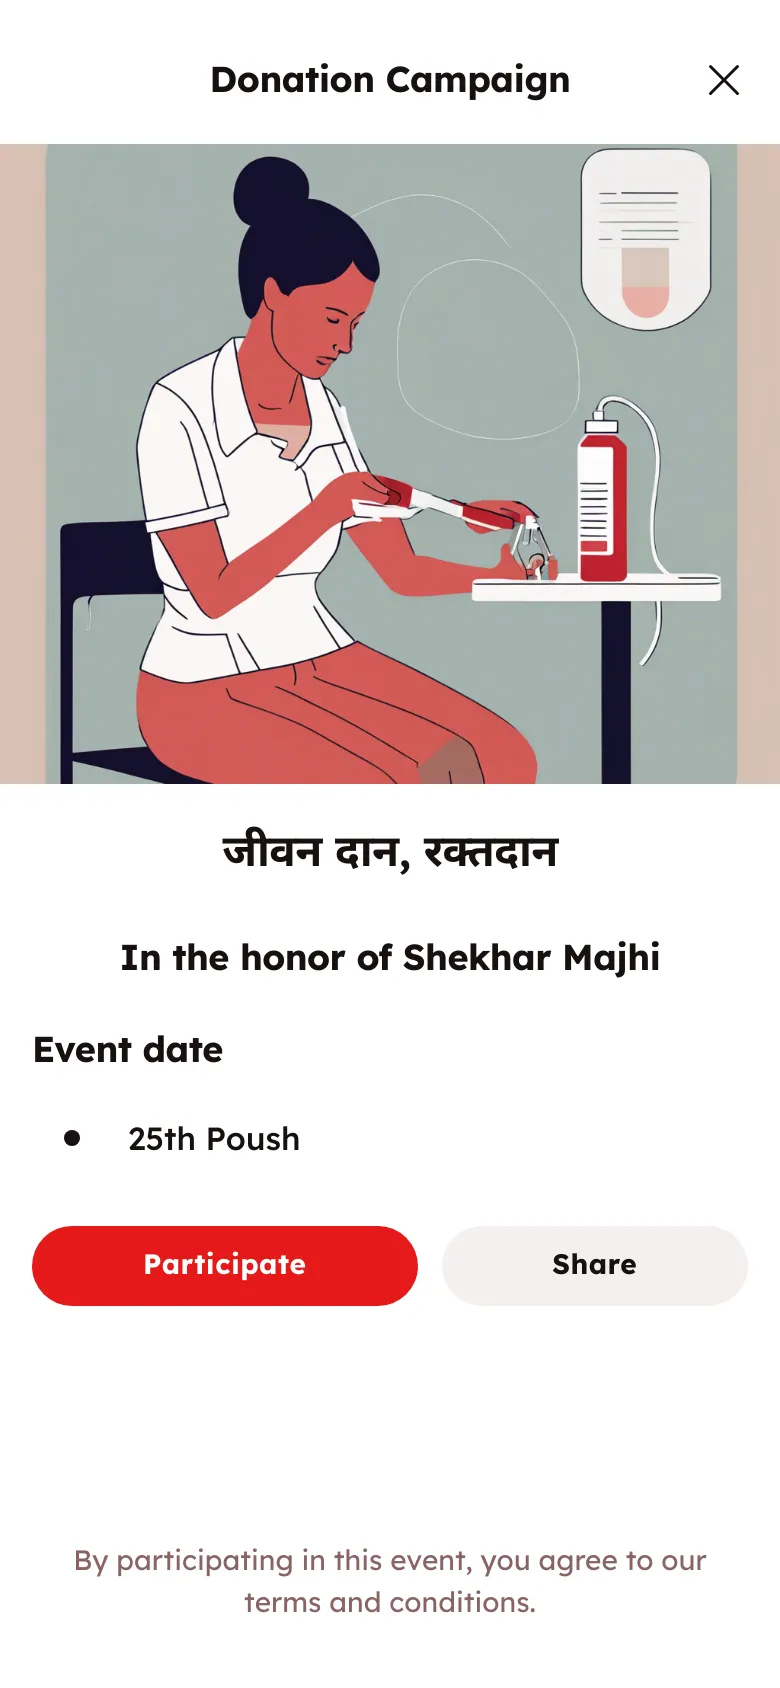 Donation Campaign
जीवन दान, रक्तदान
In the honor of Shekhar Majhi
Event date
25th Poush
Participate
Share
By participating in this event, you agree to our
terms and conditions.